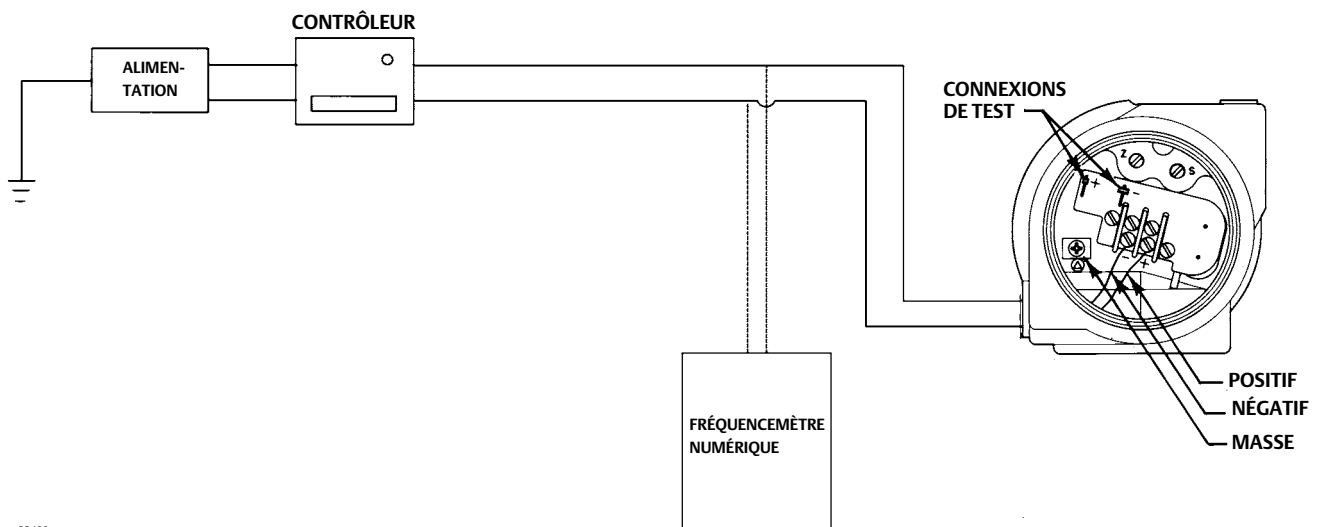 CONTRÔLEUR
ALIMEN-
TATION
CONNEXIONS
DE TEST
Z
S
+
-
-
+
FRÉQUENCEMÈTRE
NUMÉRIQUE
POSITIF
NÉGATIF
MASSE